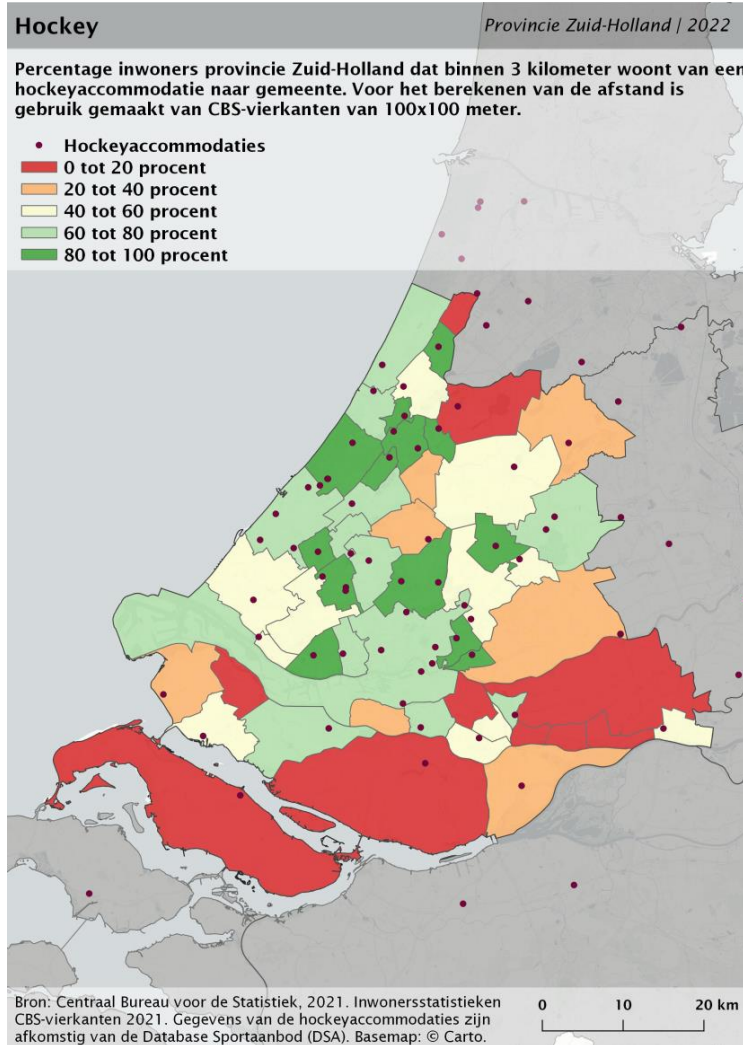 Hockey
Provincie Zuid-Holland | 2022
Percentage inwoners provincie Zuid-Holland dat binnen 3 kilometer woont van een
hockeyaccommodatie naar gemeente. Voor het berekenen van de afstand is
gebruik gemaakt van CBS-vierkanten van 100x100 meter.
Hockeyaccommodaties
0 tot 20 procent
20 tot 40 procent
40 tot 60 procent
60 tot 80 procent
80 tot 100 procent
Bron: Centraal Bureau voor de Statistiek, 2021. Inwonersstatistieken
CBS-vierkanten 2021. Gegevens van de hockeyaccommodaties zijn
afkomstig van de Database Sportaanbod (DSA). Basemap: © Carto.
0 10 20 km